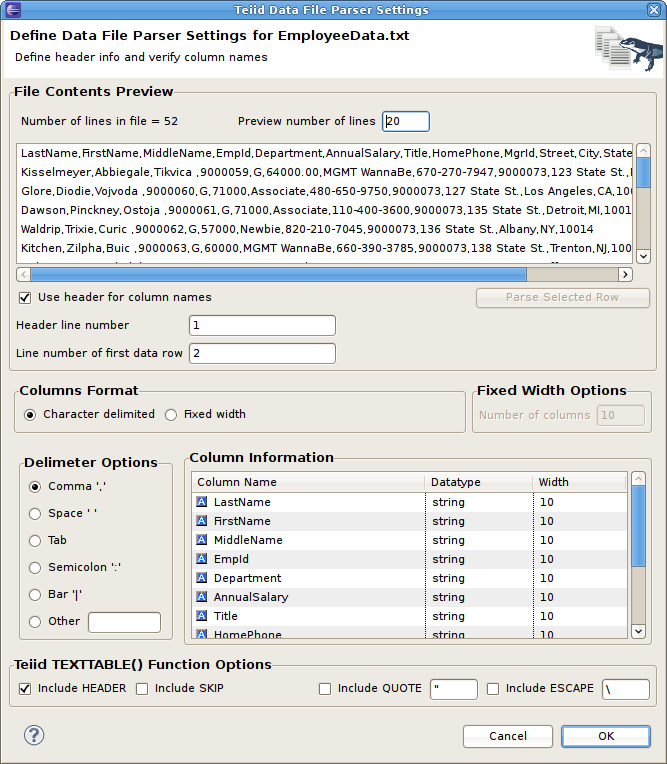 Teiid Data File Parser Settings
Define Data File Parser Settings for EmployeeData.txt
Define header info and verify column names
File Contents Preview
Number of lines in file = 52 Preview number of lines 20
LastName,FirstName,MiddleName,EmpId,Department,AnnualSalary,Title,HomePhone,MgrId,Street,City,State
Kisselmeyer,Abbiegale,Tikvica ,9000059,G,64000.00,MGMT WannaBe,670-270-7947,9000073,123 State St.,
Glore,Diodie,Vojvoda ,9000060,G,71000,Associate,480-650-9750,9000073,127 State St.,Los Angeles,CA,100
Dawson,Pinckney,Ostoja ,9000061,G,71000,Associate,110-400-3600,9000073,135 State St.,Detroit,MI,1001
Waldrip,Trixie,Curic ,9000062,G,57000,Newbie,820-210-7045,9000073,136 State St.,Albany,NY,10014
Kitchen,Zilpha,Buic ,9000063,G,60000,MGMT WannaBe,660-390-3785,9000073,138 State St.,Trenton,NJ,100
Use header for column names Parse Selected Row
Header line number 1
Line number of first data row 2
Columns Format Fixed Width Options
Character delimited Fixed width Number of columns 10
Delimeter Options
Comma ','
Space ' '
Tab
Semicolon ':'
Bar '|'
Other
Column Information
Column Name Datatype Width
A LastName string 10
A FirstName string 10
A MiddleName string 10
A EmpId string 10
A Department string 10
A AnnualSalary string 10
A Title string 10
A HomePhone string 10
Teiid TEXTTABLE() Function Options
Include HEADER Include SKIP Include QUOTE " Include ESCAPE \
? Cancel OK